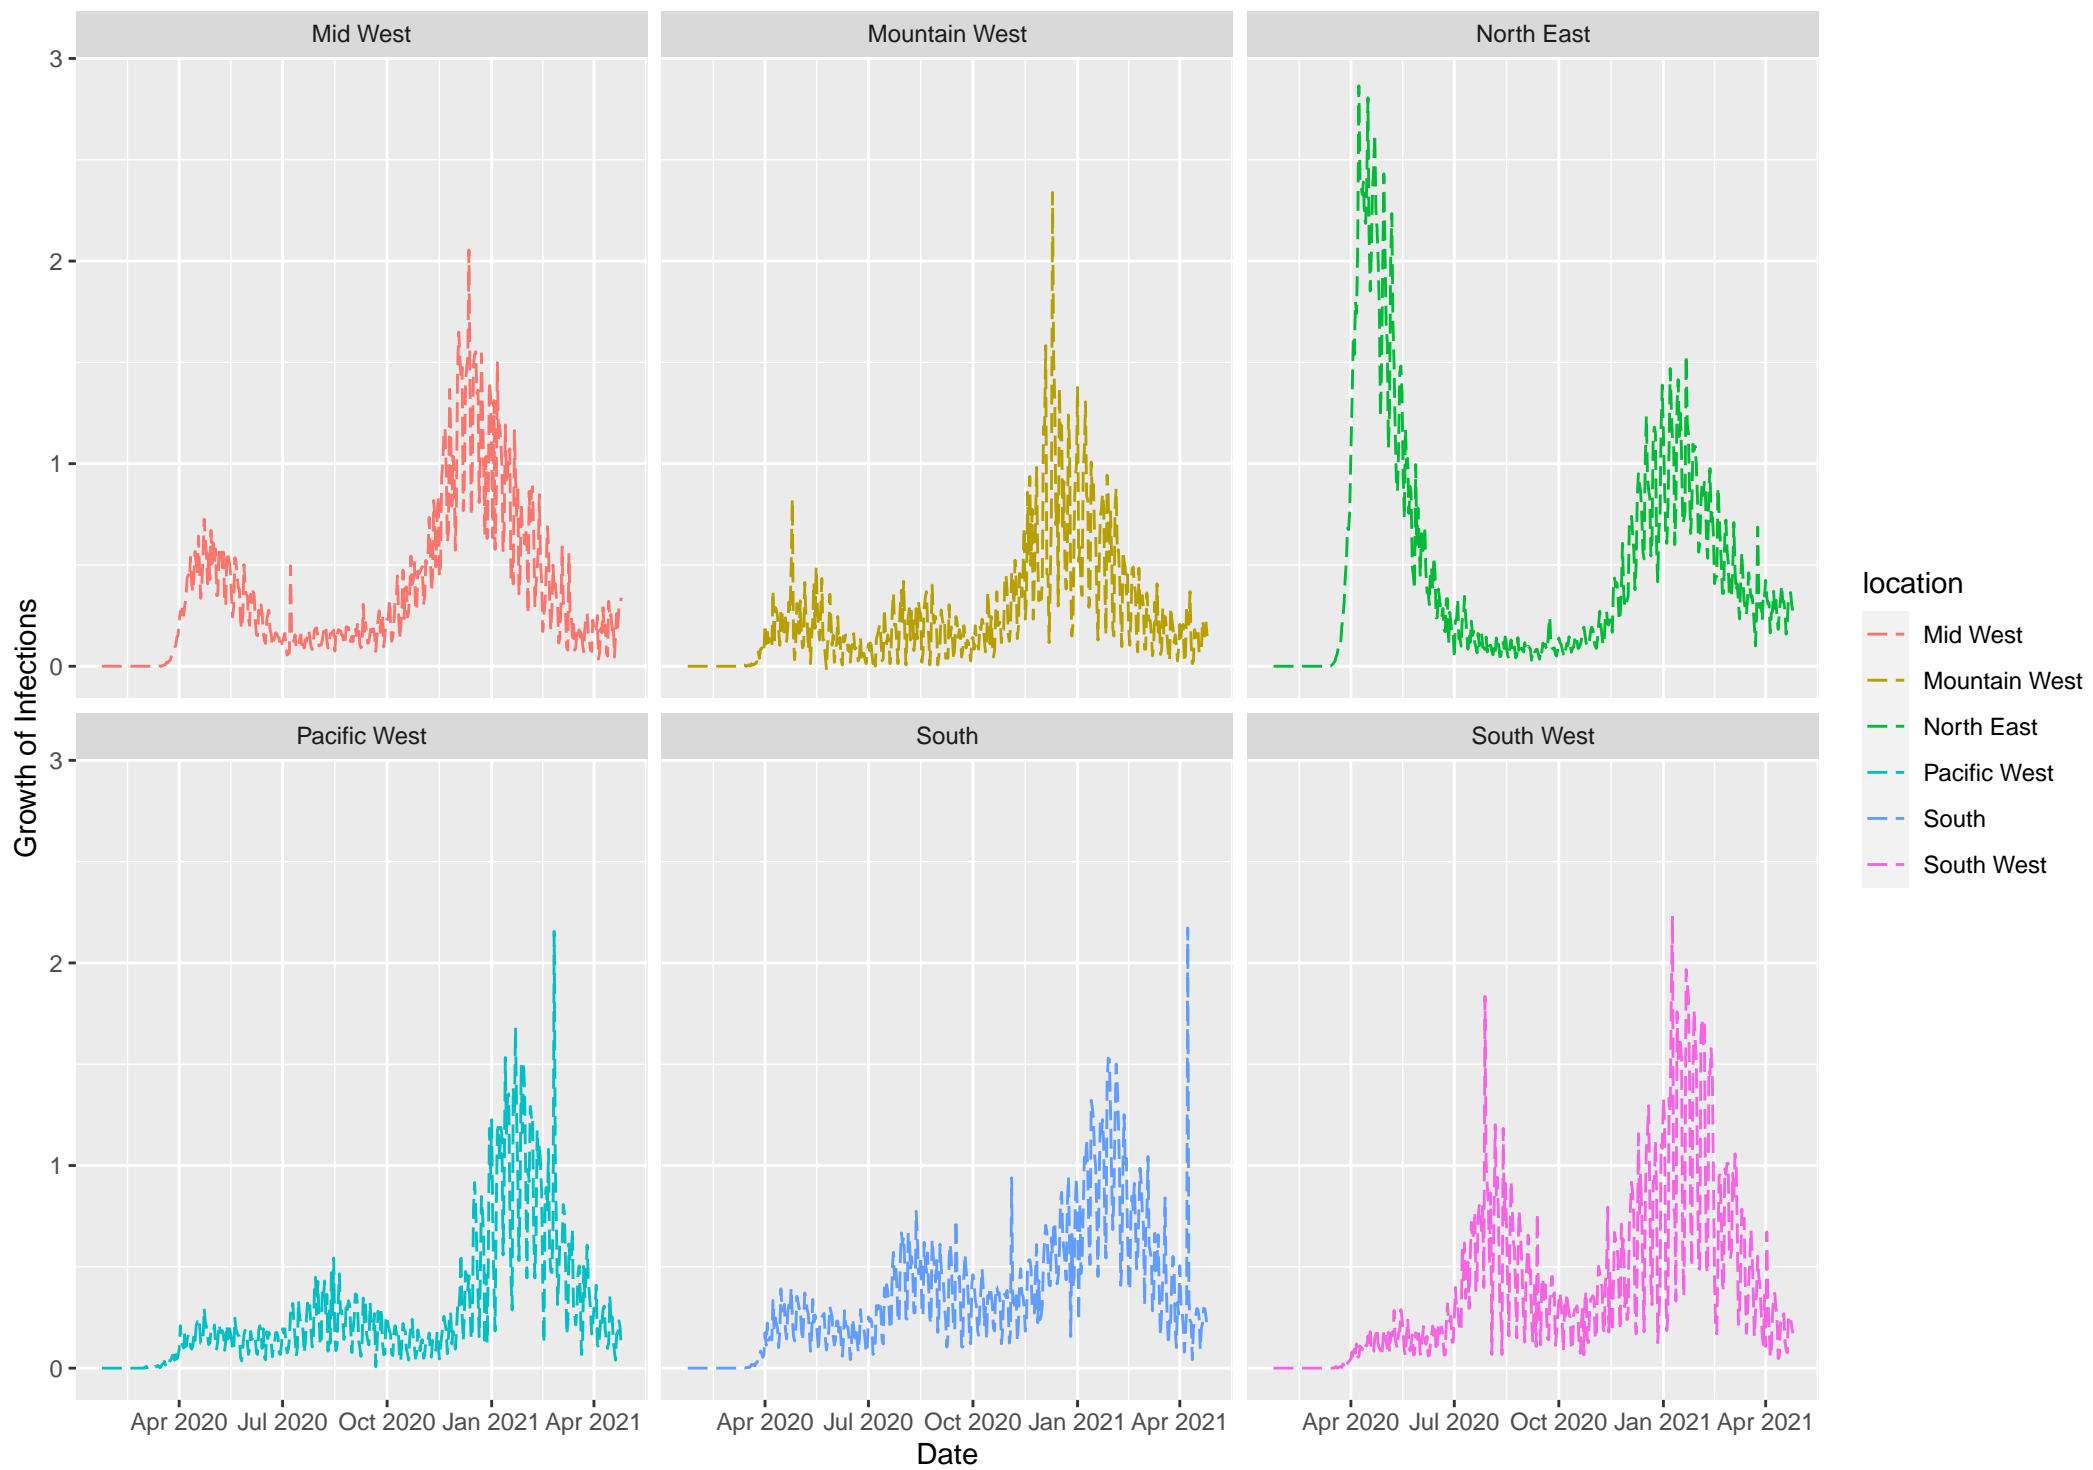 Mid West
Mountain West
North East
3
2
1
0
Pacific West
South
South West
3
2
1
0
Apr 2020 Jul 2020 Oct 2020 Jan 2021 Apr 2021
Apr 2020 Jul 2020 Oct 2020 Jan 2021 Apr 2021
Apr 2020 Jul 2020 Oct 2020 Jan 2021 Apr 2021
Date
Growth of Infections
location
Mid West
Mountain West
North East
Pacific West
South
South West